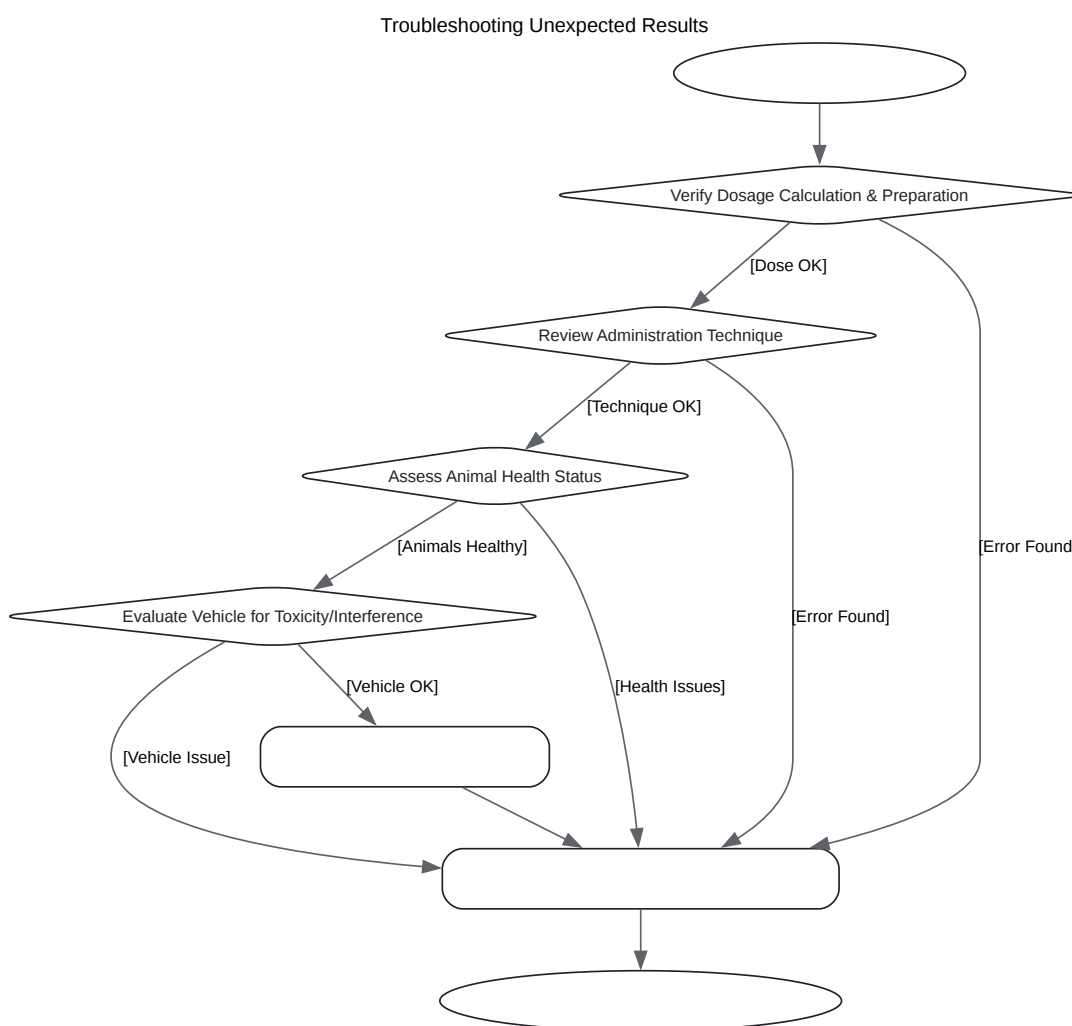 Troubleshooting Unexpected Results
Verify Dosage Calculation & Preparation
[Dose OK]
Review Administration Technique
[Technique OK]
Assess Animal Health Status
[Animals Healthy]
[Error Found
Evaluate Vehicle for Toxicity/Interference
[Error Found]
[Vehicle OK]
[Health Issues]
[Vehicle Issue]